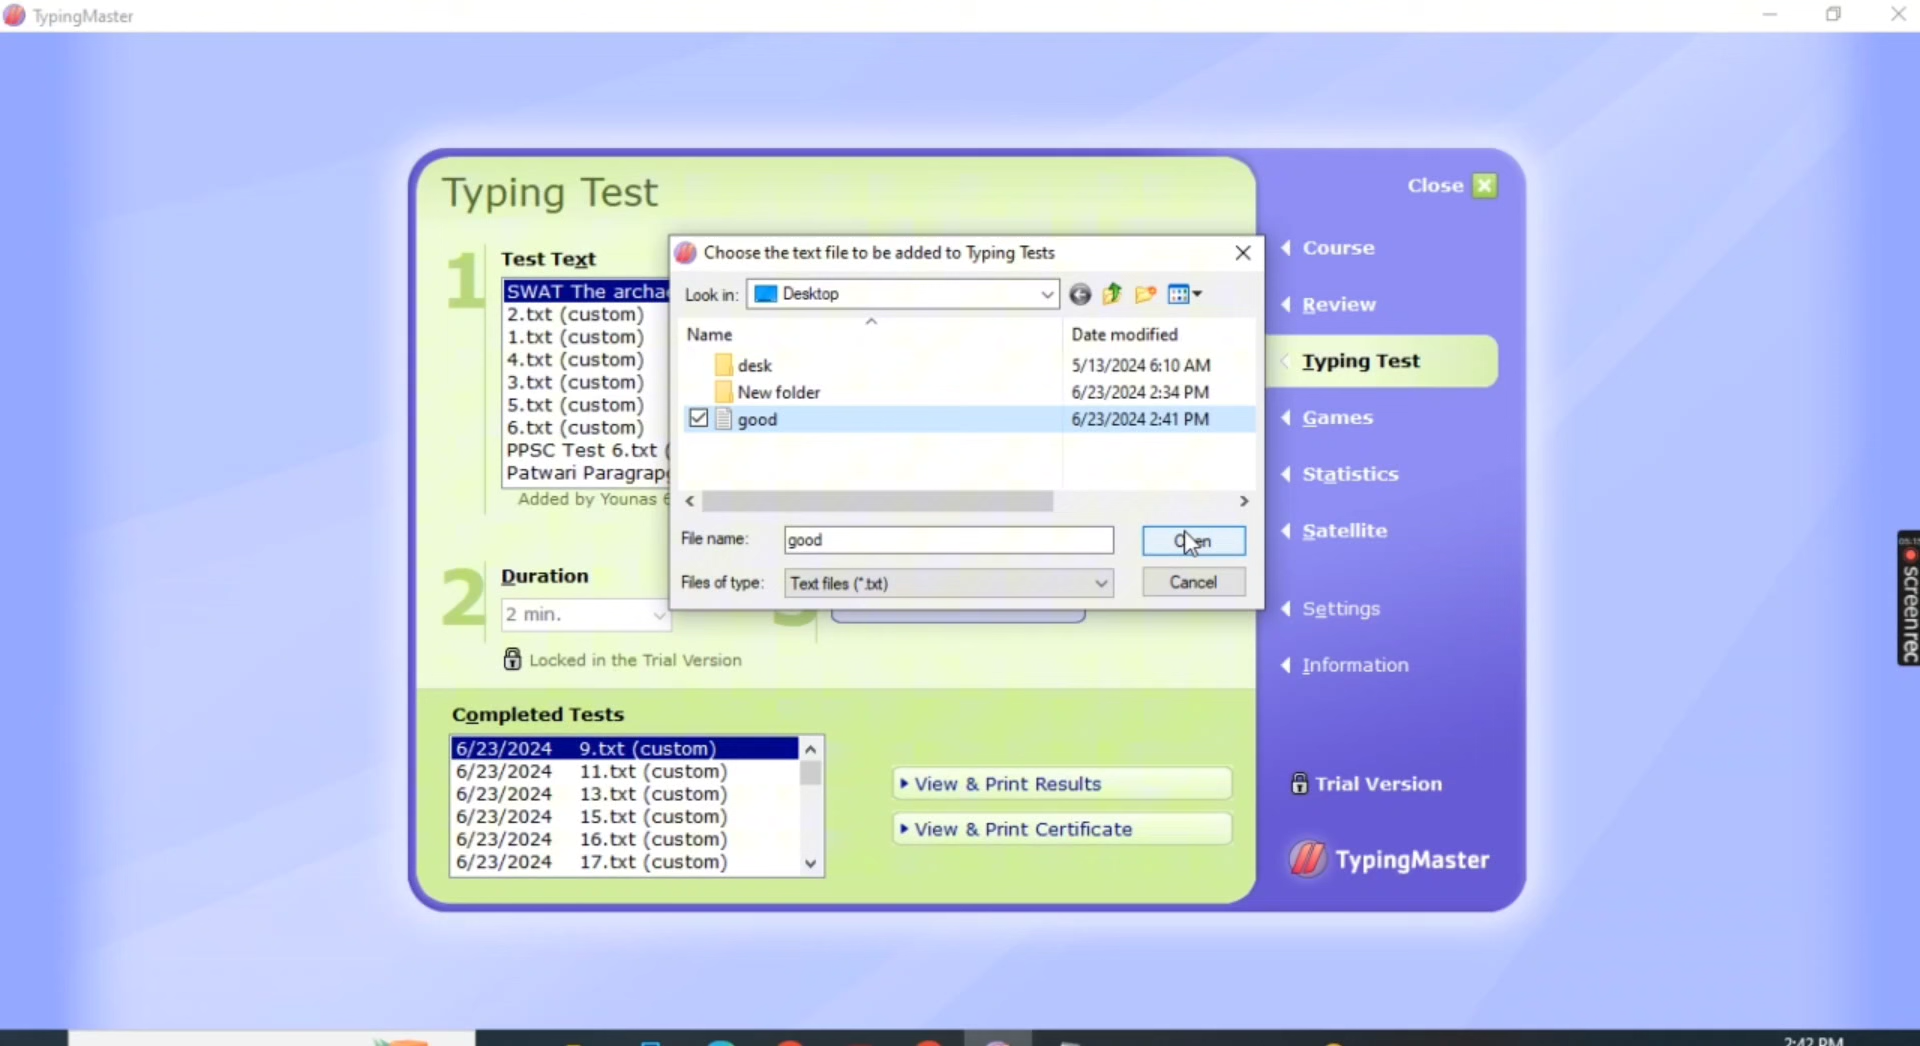 TypingMaster
Typing Test
Close
1
Test Text
SWAT The archae
2.txt (custom)
1.txt (custom)
4.txt (custom)
3.txt (custom)
5.txt (custom)
6.txt (custom)
PPSC Test 6.txt (
Patwari Paragrap
Added by Younas 6
Choose the text file to be added to Typing Tests
Look in: Desktop
Name Date modified
desk 5/13/2024 6:10 AM
New folder 6/23/2024 2:34 PM
good 6/23/2024 2:41 PM
File name: good
Files of type: Text files (*.txt)
Cancel
2
Duration
2 min.
3
Locked in the Trial Version
Completed Tests
6/23/2024 9.txt (custom)
6/23/2024 11.txt (custom)
6/23/2024 13.txt (custom)
6/23/2024 15.txt (custom)
6/23/2024 16.txt (custom)
6/23/2024 17.txt (custom)
View & Print Results
View & Print Certificate
Course
Review
Typing Test
Games
Statistics
Satellite
Settings
Information
Trial Version
TypingMaster
screenrec
2:42 PM